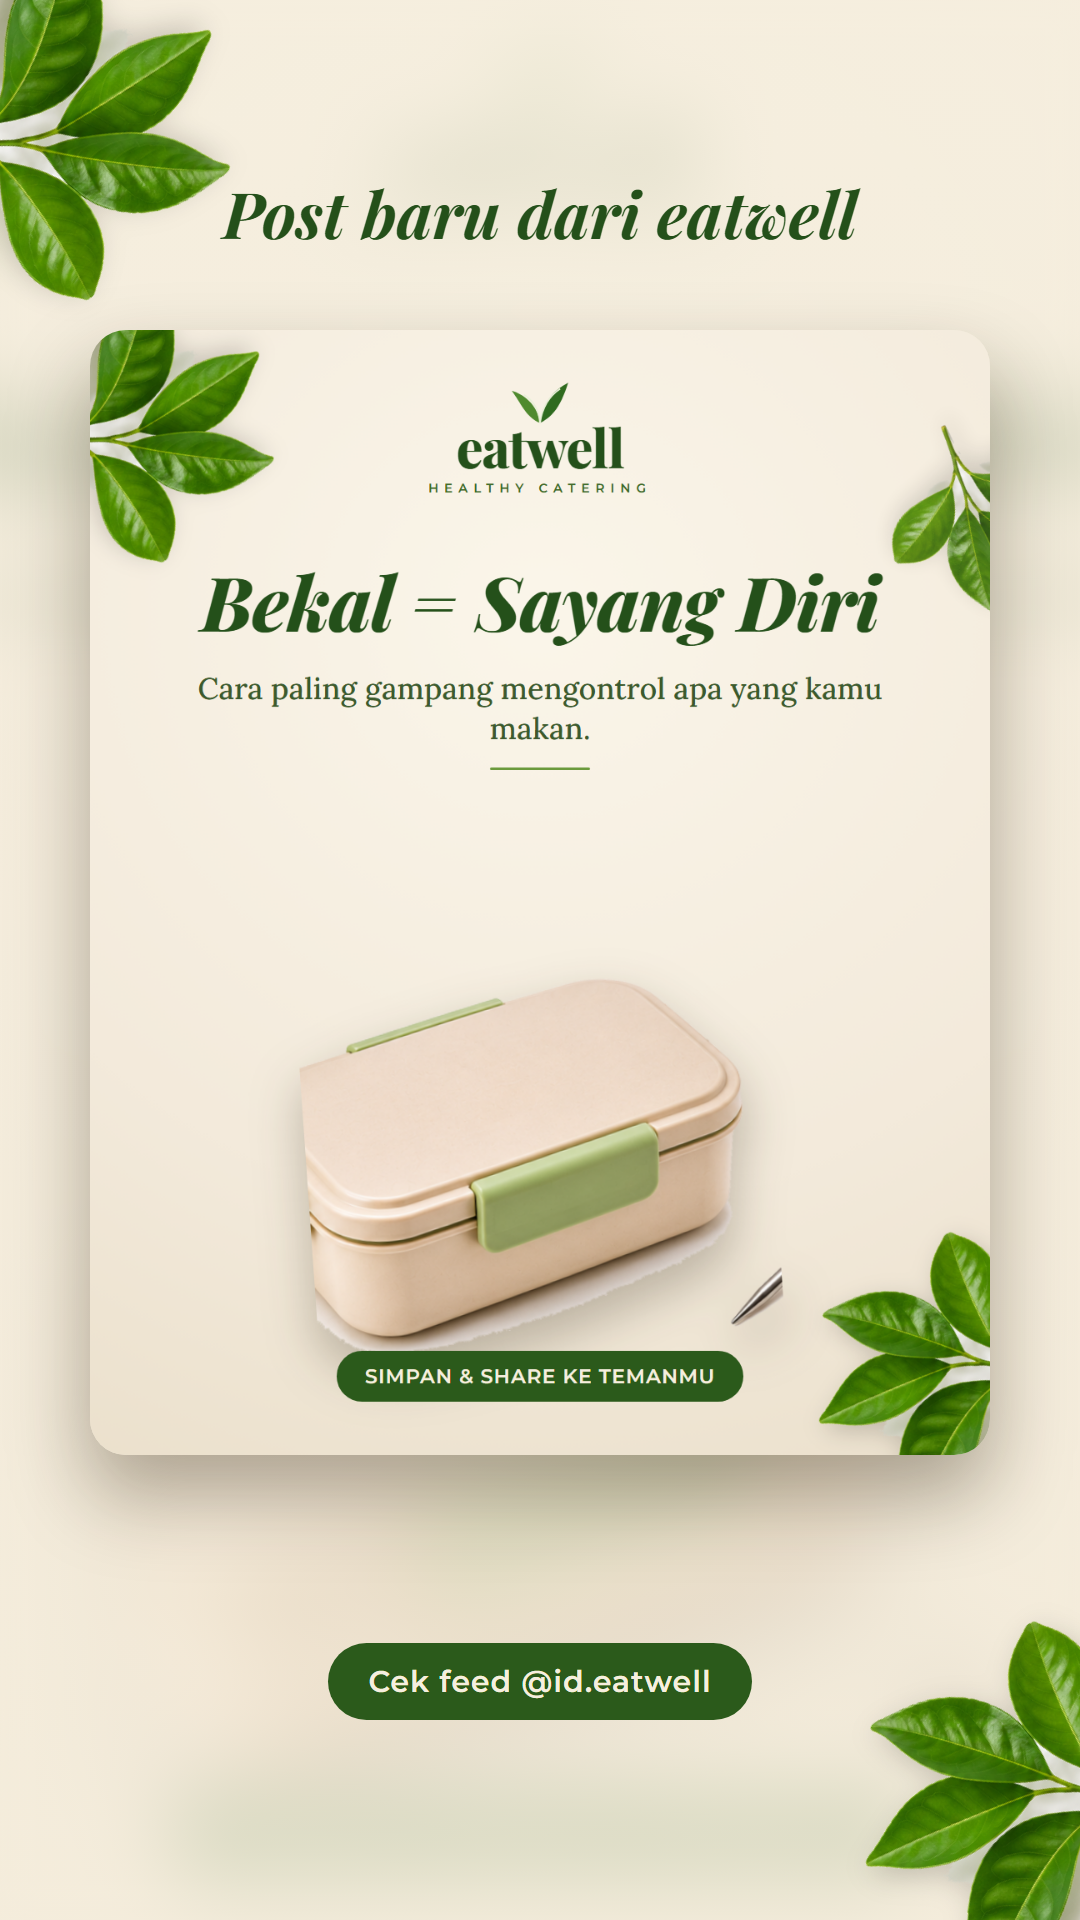 Post baru dari eatwell
eatwell
HEALTHY CATERING
Bekal = Sayang Diri
Cara paling gampang mengontrol apa yang kamu
makan.
SIMPAN & SHARE KE TEMANMU
Cek feed @id.eatwell